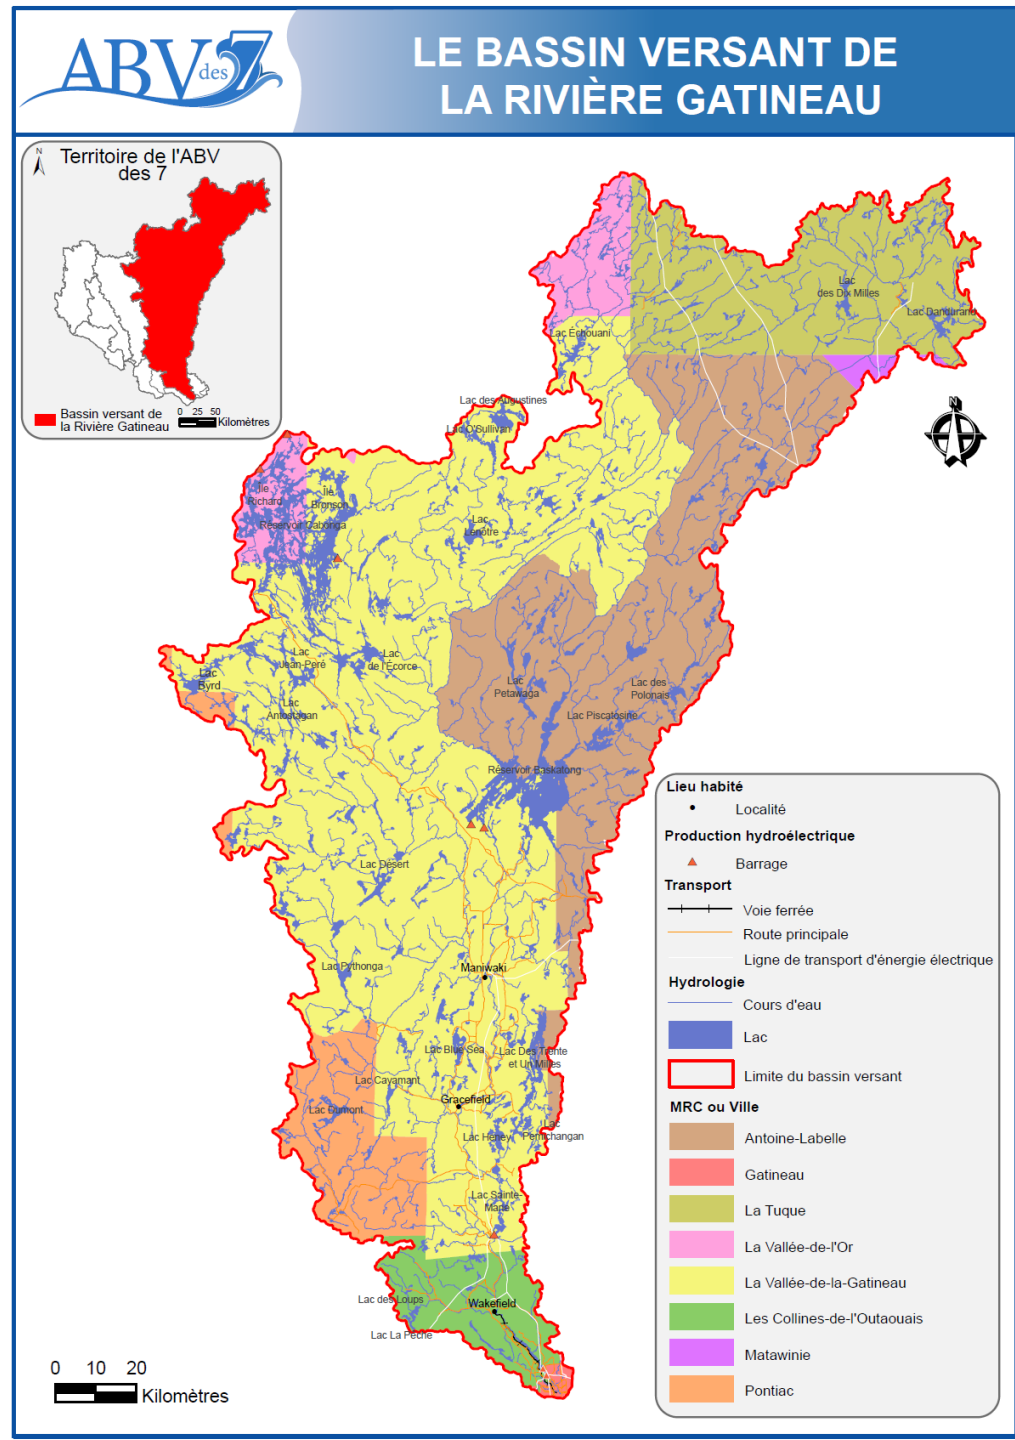 ABV des 7
LE BASSIN VERSANT DE
LA RIVIÈRE GATINEAU
N
Territoire de l'ABV
des 7
Bassin versant de
la Rivière Gatineau
0 25 50
Kilomètres
Lac
des Dix Milles
Lac Dandurand
Lac Échouani
Lac des Augustines
Lac O'Sullivan
N
Île
Richard
Île
Bronson
Réservoir Cabonga
Lac
Lenôtre
Lac
Jean-Peré
Lac
de l'Écorce
Lac
Byrd
Lac
Antostagan
Lac
Petawaga
Lac des
Polonais
Lac Piscatosine
Réservoir Baskatong
Lac Désert
Lac Pythonga
Maniwaki
Lac Blue Sea
Lac Des Trente
et Un Milles
Lac Cayamant
Gracefield
Lac Dumont
Lac Heney
Lac
Pemichangan
Lac Sainte-
Marie
Lac des Loups
Wakefield
Lac La Pêche
0 10 20
Kilomètres
Lieu habité
Localité
Production hydroélectrique
Barrage
Transport
Voie ferrée
Route principale
Ligne de transport d'énergie électrique
Hydrologie
Cours d'eau
Lac
Limite du bassin versant
MRC ou Ville
Antoine-Labelle
Gatineau
La Tuque
La Vallée-de-l'Or
La Vallée-de-la-Gatineau
Les Collines-de-l'Outaouais
Matawinie
Pontiac